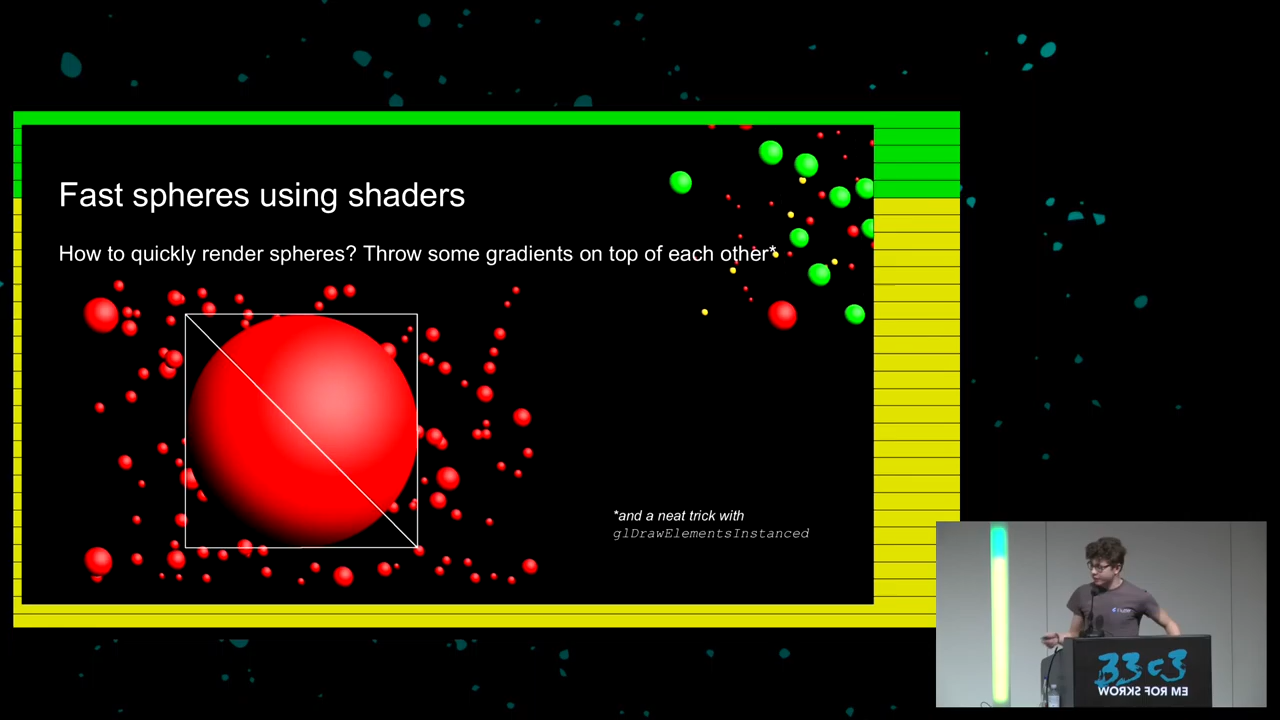 Fast spheres using shaders
How to quickly render spheres? Throw some gradients on top of each other*
*and a neat trick with
glDrawElementsInstanced
33c3
WORKS FOR ME